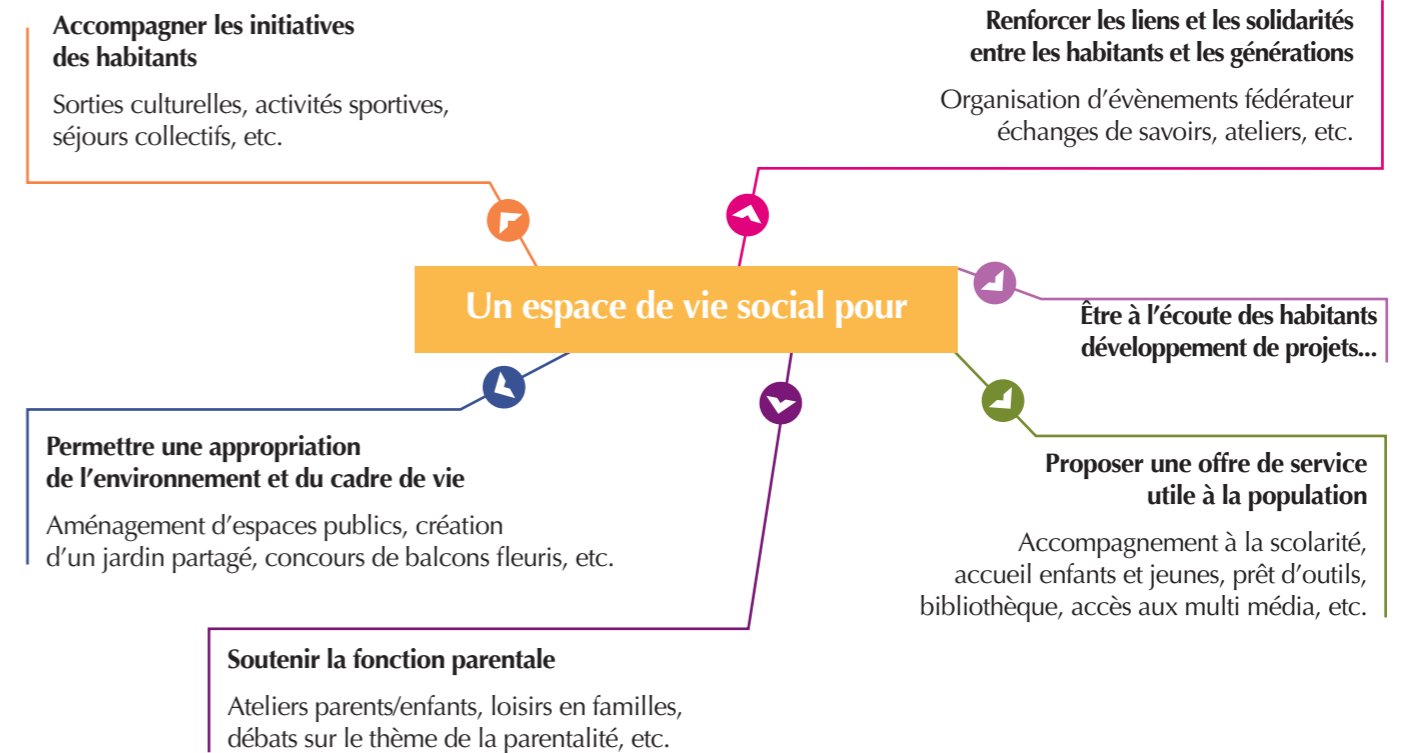 Accompagner les initiatives
des habitants
Sorties culturelles, activités sportives,
séjours collectifs, etc.
Renforcer les liens et les solidarités
entre les habitants et les générations
Organisation d'évènements fédérateur
échanges de savoirs, ateliers, etc.
Un espace de vie social pour
Être à l'écoute des habitants
développement de projets...
Permettre une appropriation
de l'environnement et du cadre de vie
Aménagement d'espaces publics, création
d'un jardin partagé, concours de balcons fleuris, etc.
Proposer une offre de service
utile à la population
Accompagnement à la scolarité,
accueil enfants et jeunes, prêt d'outils,
bibliothèque, accès aux multi média, etc.
Soutenir la fonction parentale
Ateliers parents/enfants, loisirs en familles,
débats sur le thème de la parentalité, etc.